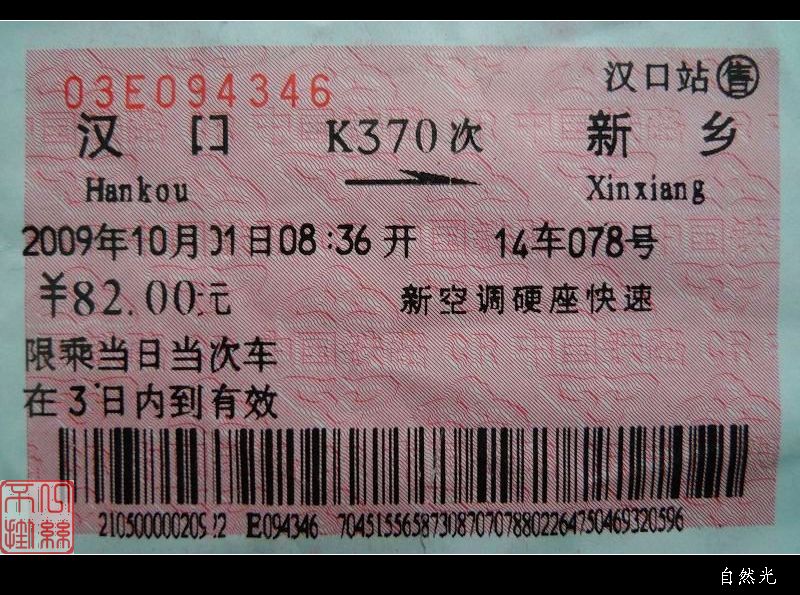 03E094346
汉口站 售
汉口 K370次 新乡
Hankou Xinxiang
2009年10月01日08:36开 14车078号
¥82.00元 新空调硬座快速
限乘当日当次车
在3日内到有效
E094346
自然光